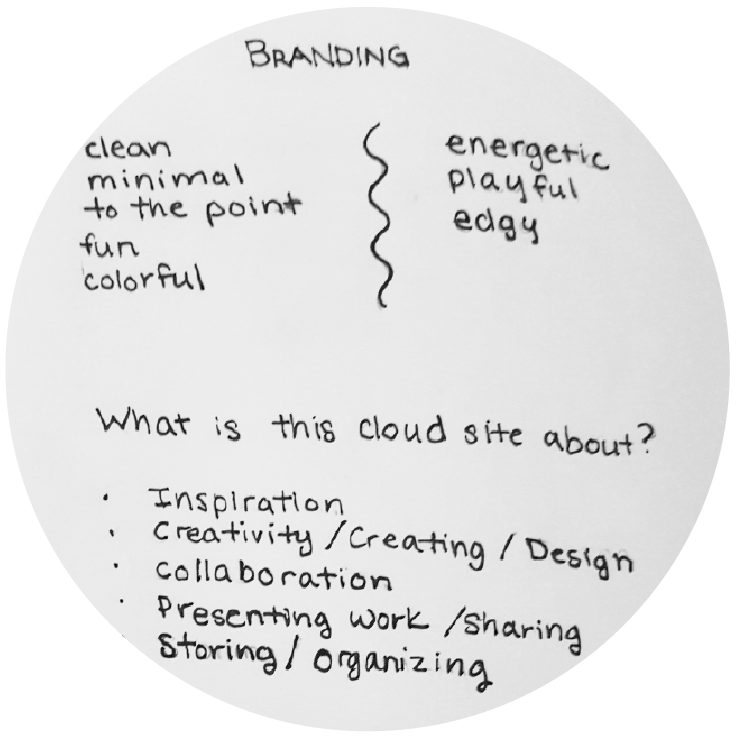 BRANDING
clean
minimal
to the point
fun
colorful
energetic
playful
edgy
What is this cloud site about?
· Inspiration
· Creativity / Creating / Design
· collaboration
· Presenting work / Sharing
· Storing / organizing